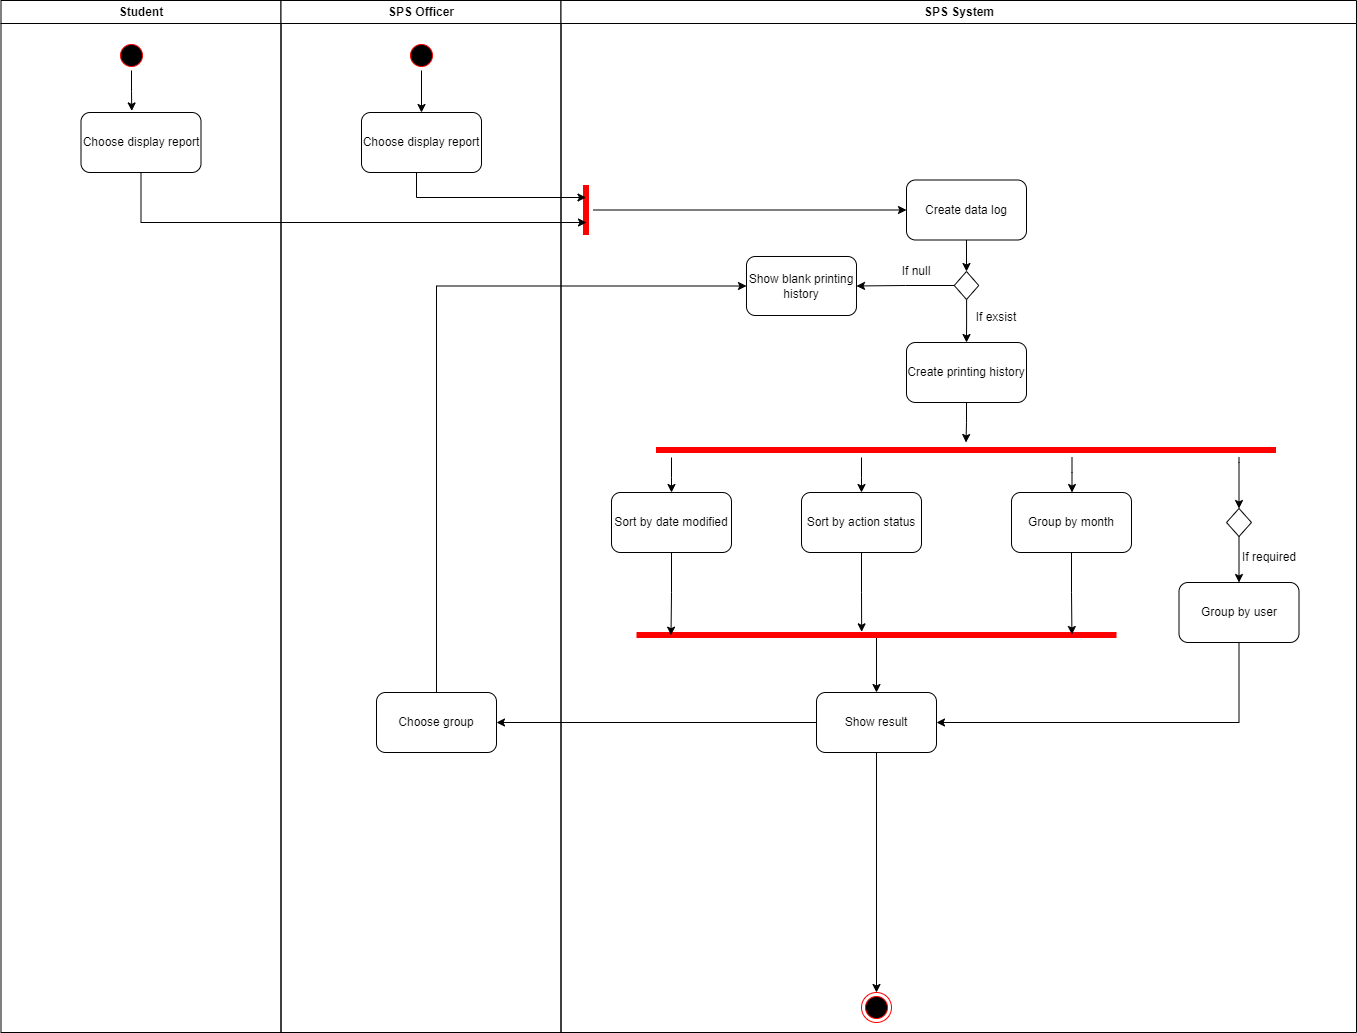 Student
SPS Officer
SPS System
Choose display report
Choose display report
Create data log
If null
Show blank printing
history
If exsist
Create printing history
Sort by date modified
Sort by action status
Group by month
If required
Group by user
Choose group
Show result